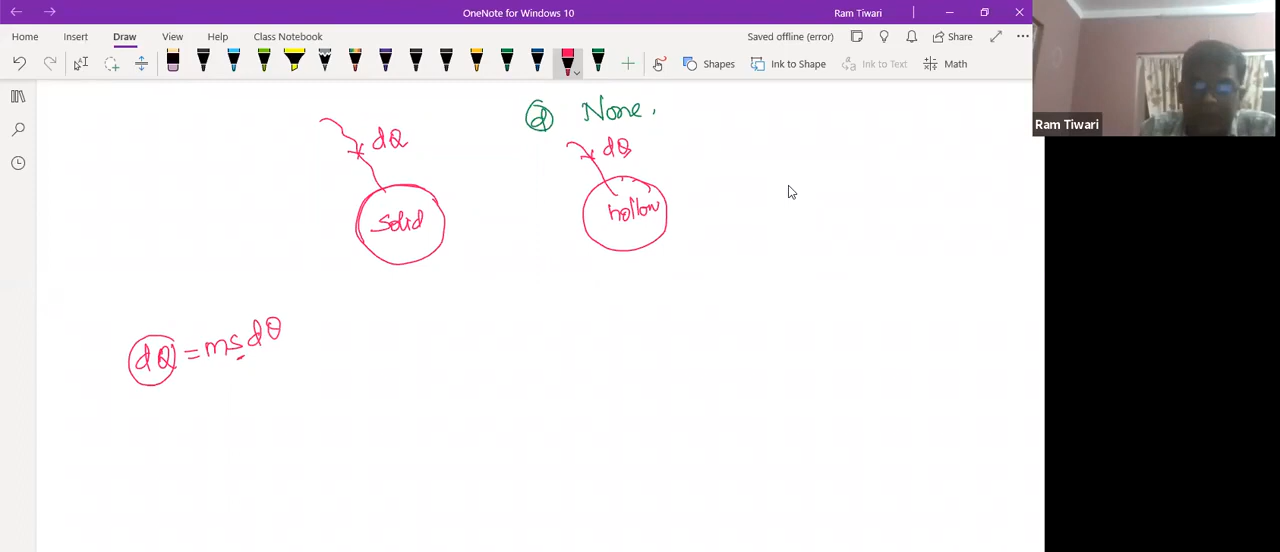 OneNote for Windows 10
Ram Tiwari
Home Insert Draw View Help Class Notebook
Saved offline (error)
Share
Shapes
Ink to Shape
Ink to Text
Math
Ram Tiwari
d None.
dQ
dQ
Solid
hollow
dQ = msdθ